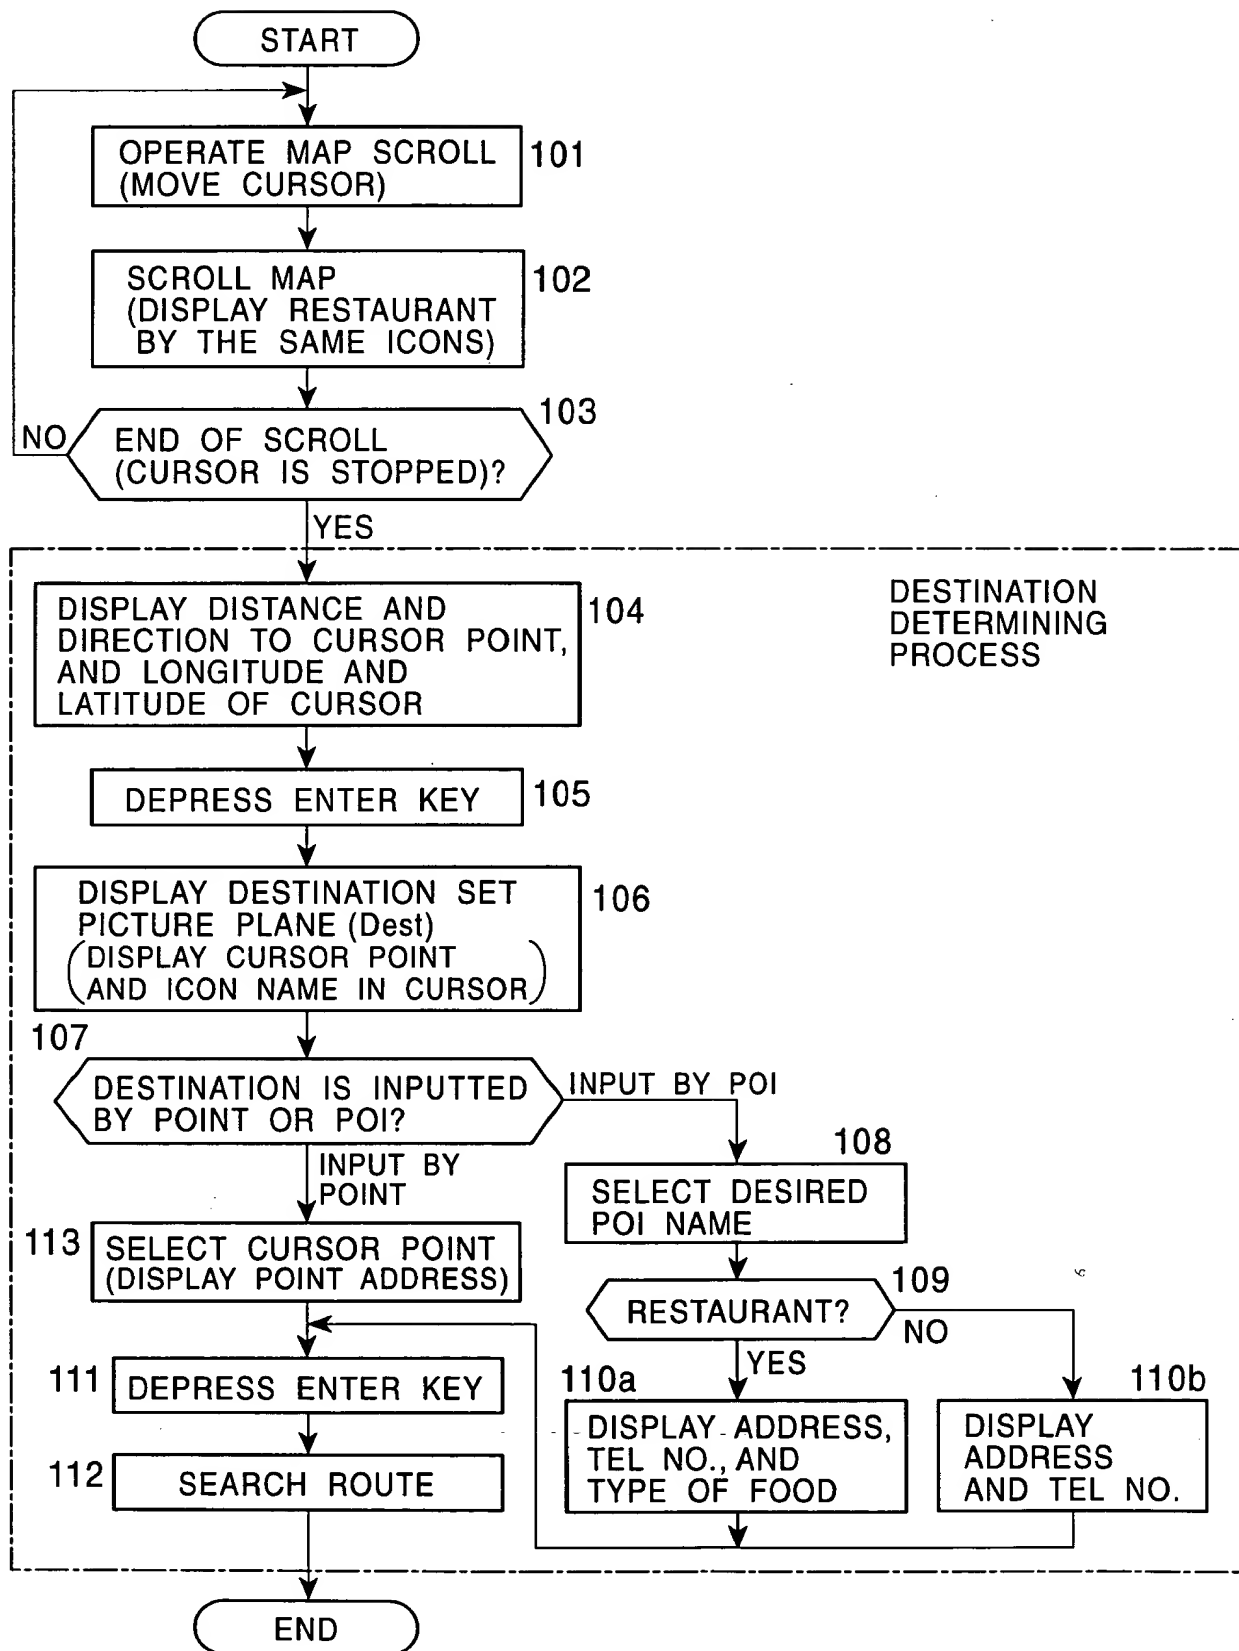 START
OPERATE MAP SCROLL
(MOVE CURSOR)
101
SCROLL MAP
(DISPLAY RESTAURANT
BY THE SAME ICONS)
102
103
NO
END OF SCROLL
(CURSOR IS STOPPED)?
YES
DESTINATION
DETERMINING
PROCESS
DISPLAY DISTANCE AND
DIRECTION TO CURSOR POINT,
AND LONGITUDE AND
LATITUDE OF CURSOR
104
DEPRESS ENTER KEY
105
DISPLAY DESTINATION SET
PICTURE PLANE (Dest)
(DISPLAY CURSOR POINT
AND ICON NAME IN CURSOR)
106
107
DESTINATION IS INPUTTED
BY POINT OR POI?
INPUT BY POI
INPUT BY
POINT
108
SELECT DESIRED
POI NAME
113
SELECT CURSOR POINT
(DISPLAY POINT ADDRESS)
109
RESTAURANT?
NO
YES
111
DEPRESS ENTER KEY
110a
DISPLAY ADDRESS,
TEL NO., AND
TYPE OF FOOD
110b
DISPLAY
ADDRESS
AND TEL NO.
112
SEARCH ROUTE
END